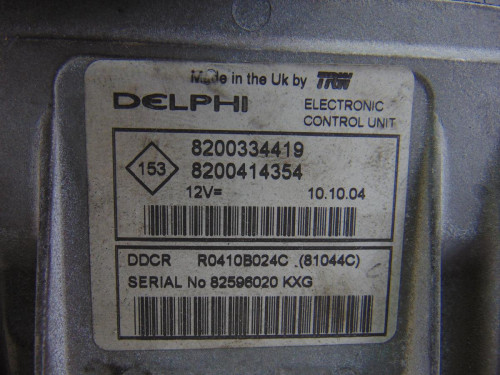 Made in the Uk by TRW
DELPHI
ELECTRONIC
CONTROL UNIT
153
8200334419
8200414354
12V= 10.10.04
DDCR R0410B024C (81044C)
SERIAL No 82596020 KXG